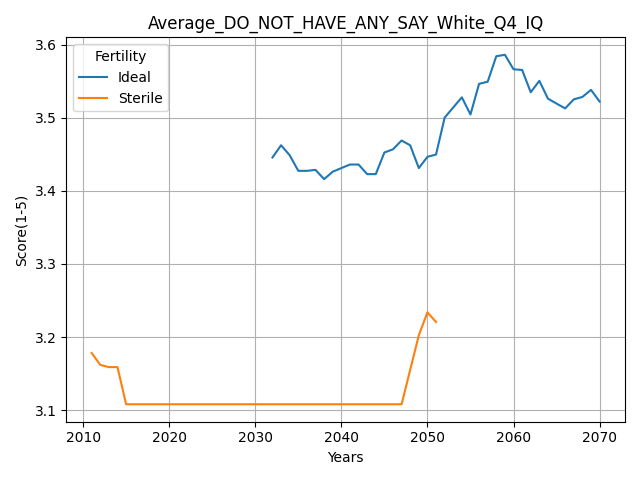 Average_DO_NOT_HAVE_ANY_SAY_White_Q4_IQ
Fertility
Ideal
Sterile
Score(1-5)
3.6
3.5
3.4
3.3
3.2
3.1
2010 2020 2030 2040 2050 2060 2070
Years